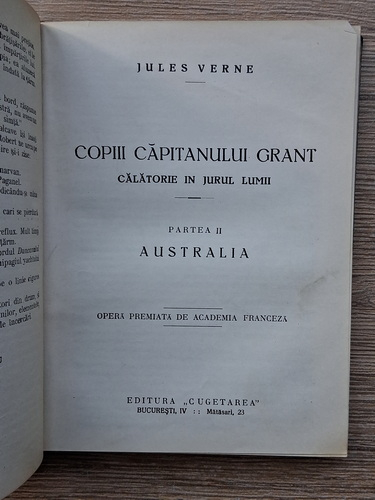 JULES VERNE
COPIII CĂPITANULUI GRANT
CĂLĂTORIE IN JURUL LUMII
PARTEA II
AUSTRALIA
OPERĂ PREMIATĂ DE ACADEMIA FRANCEZĂ
EDITURA „CUGETAREA"
BUCUREȘTI, IV :: Mătăsari, 23